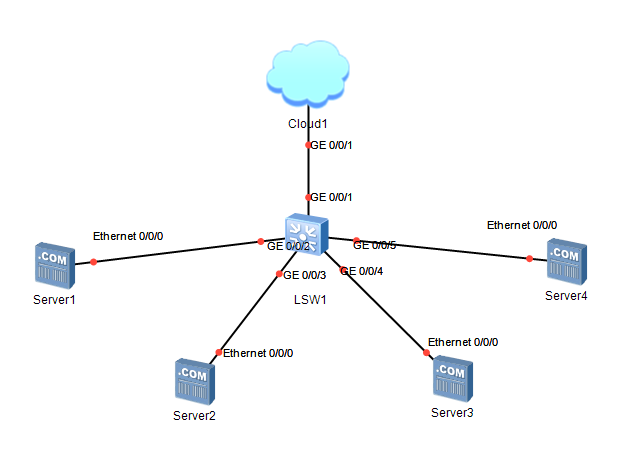 Cloud1
GE 0/0/1
GE 0/0/1
Ethernet 0/0/0
Ethernet 0/0/0
GE 0/0/2
GE 0/0/5
.COM
.COM
GE 0/0/3
GE 0/0/4
Server1
LSW1
Server4
Ethernet 0/0/0
Ethernet 0/0/0
.COM
.COM
Server2
Server3